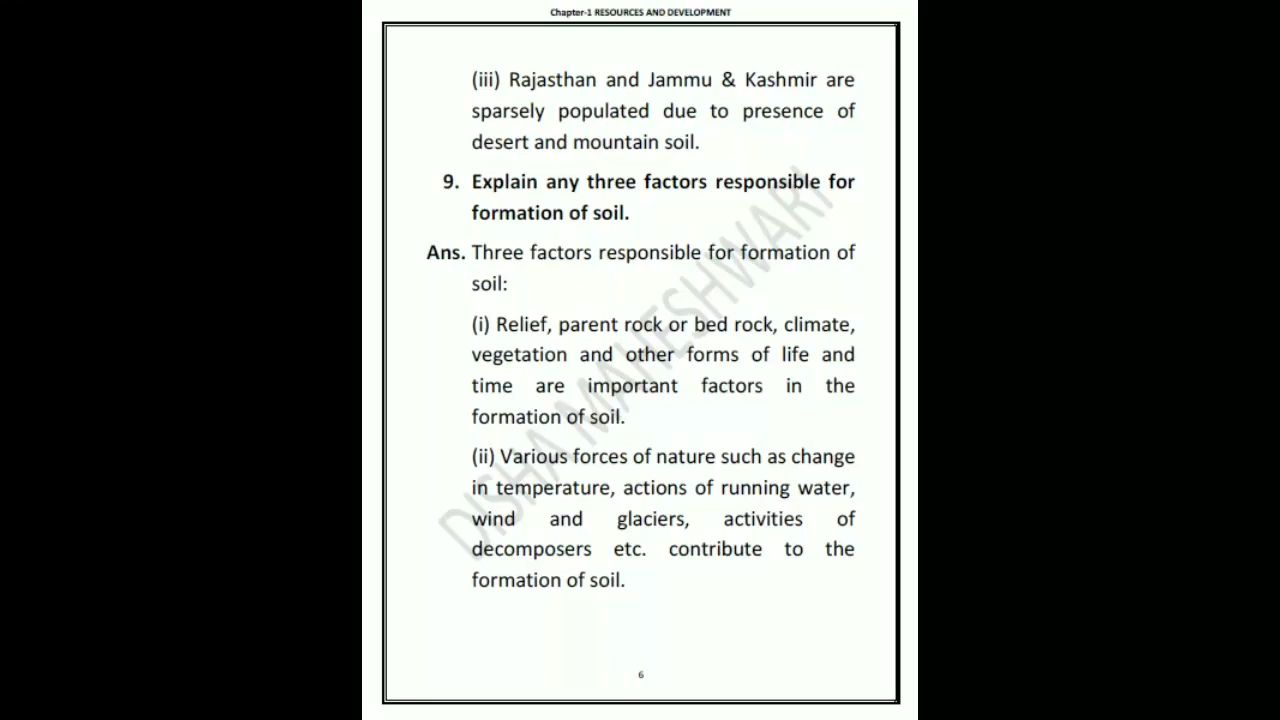 Chapter-1 RESOURCES AND DEVELOPMENT
(iii) Rajasthan and Jammu & Kashmir are
sparsely populated due to presence of
desert and mountain soil.
9. Explain any three factors responsible for
formation of soil.
Ans. Three factors responsible for formation of
soil:
(i) Relief, parent rock or bed rock, climate,
vegetation and other forms of life and
time are important factors in the
formation of soil.
(ii) Various forces of nature such as change
in temperature, actions of running water,
wind and glaciers, activities of
decomposers etc. contribute to the
formation of soil.
DISHA MAHESHWARI
6